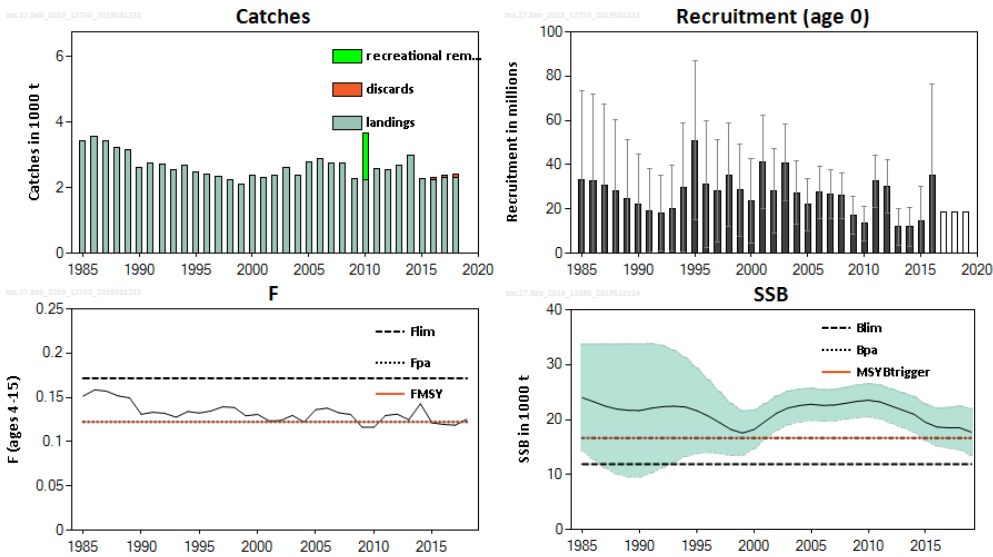 Catches
Catches in 1000 t
6
4
2
0
recreational rem...
discards
landings
1985 1990 1995 2000 2005 2010 2015 2020
Recruitment (age 0)
Recruitment in millions
100
80
60
40
20
0
1985 1990 1995 2000 2005 2010 2015 2020
F
F (ages 4-15)
0.25
0.2
0.15
0.1
0.05
0
Flim
Fpa
FMSY
1985 1990 1995 2000 2005 2010 2015
SSB
SSB in 1000 t
40
30
20
10
0
Blim
Bpa
MSYBtrigger
1985 1990 1995 2000 2005 2010 2015